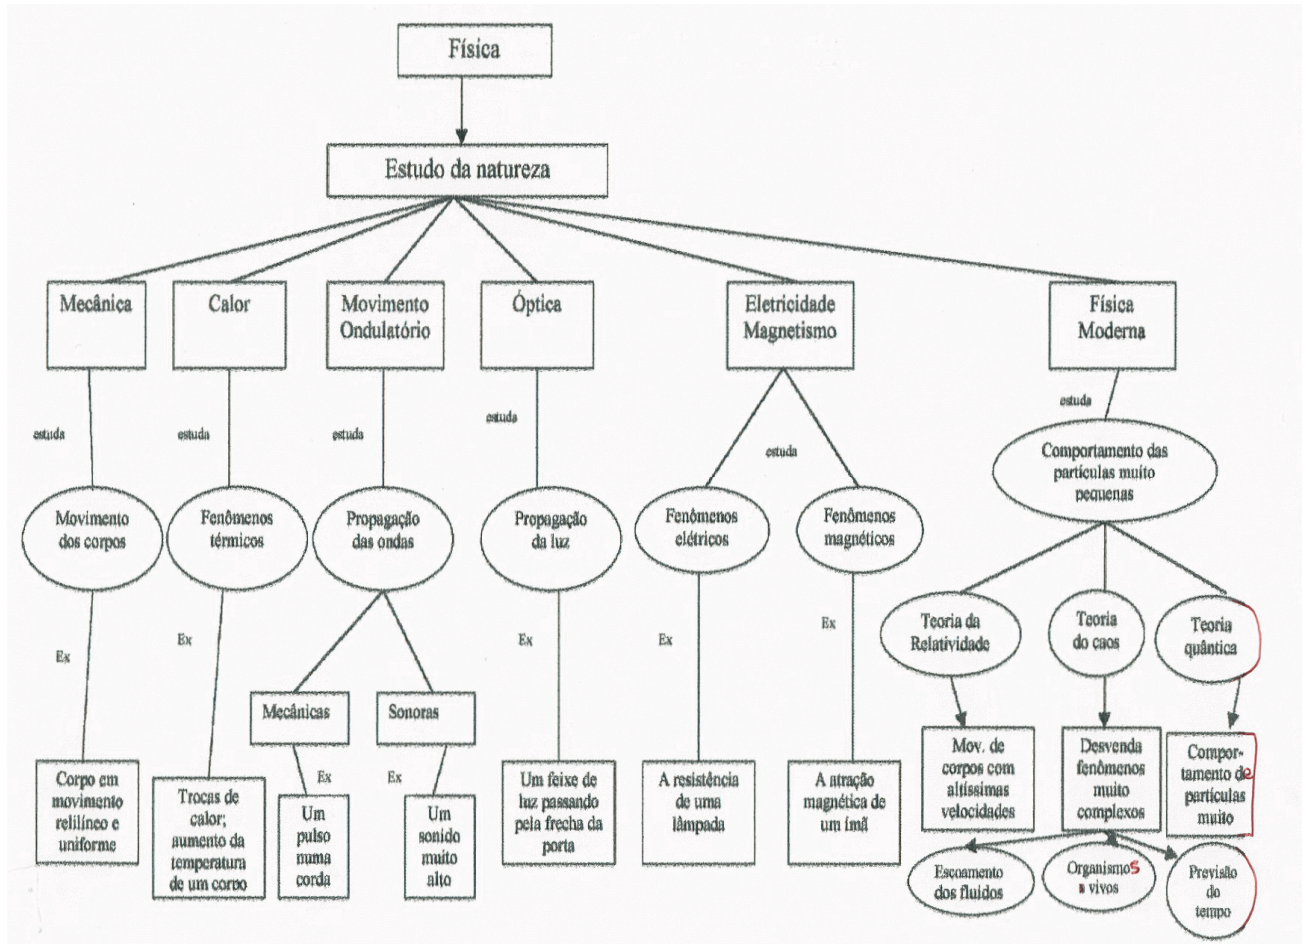 Física
Estudo da natureza
Mecânica
Calor
Movimento
Ondulatório
Óptica
Eletricidade
Magnetismo
Física
Moderna
estuda
estuda
estuda
estuda
estuda
estuda
Comportamento das
partículas muito
pequenas
Movimento
dos corpos
Fenômenos
térmicos
Propagação
das ondas
Propagação
da luz
Fenômenos
elétricos
Fenômenos
magnéticos
Teoria da
Relatividade
Teoria
do caos
Teoria
quântica
Ex
Ex
Ex
Ex
Ex
Mecânicas
Sonoras
Ex
Ex
Corpo em
movimento
relilíneo e
uniforme
Trocas de
calor;
aumento da
temperatura
de um corpo
Um
pulso
numa
corda
Um
sonido
muito
alto
Um feixe de
luz passando
pela frecha da
porta
A resistência
de uma
lâmpada
A atração
magnética de
um ímã
Mov. de
corpos com
altíssimas
velocidades
Desvenda
fenômenos
muito
complexos
Compor-
tamento de
partículas
muito
Escoamento
dos fluidos
Organismos
s vivos
Previsão
do
tempo